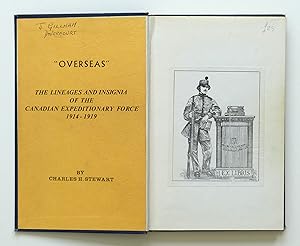 "OVERSEAS"
THE LINEAGES AND INSIGNIA
OF THE
CANADIAN EXPEDITIONARY FORCE
1914-1919
BY
CHARLES H. STEWART
EX LIBRIS